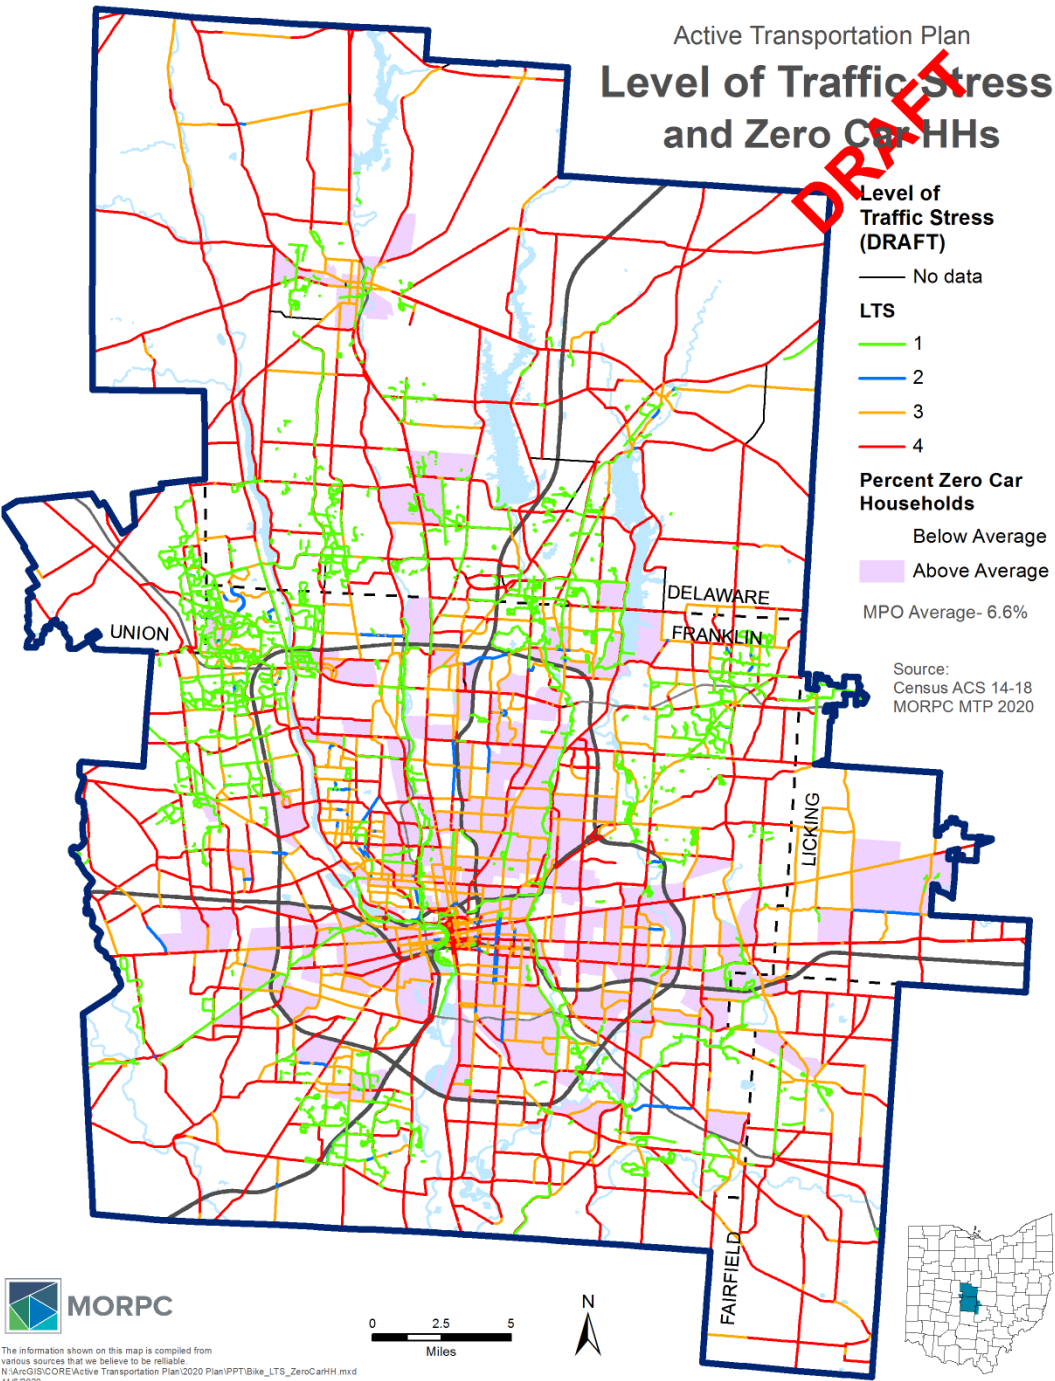 Active Transportation Plan
Level of Traffic Stress
and Zero Car HHs
DRAFT
Level of
Traffic Stress
(DRAFT)
No data
LTS
1
2
3
4
Percent Zero Car
Households
Below Average
Above Average
MPO Average- 6.6%
Source:
Census ACS 14-18
MORPC MTP 2020
DELAWARE
FRANKLIN
UNION
LICKING
FAIRFIELD
MORPC
0 2.5 5
Miles
N
The information shown on this map is compiled from
various sources that we believe to be relliable.
N:\ArcGIS\CORE\Active Transportation Plan\2020 Plan\PPT\Bike_LTS_ZeroCarHH.mxd